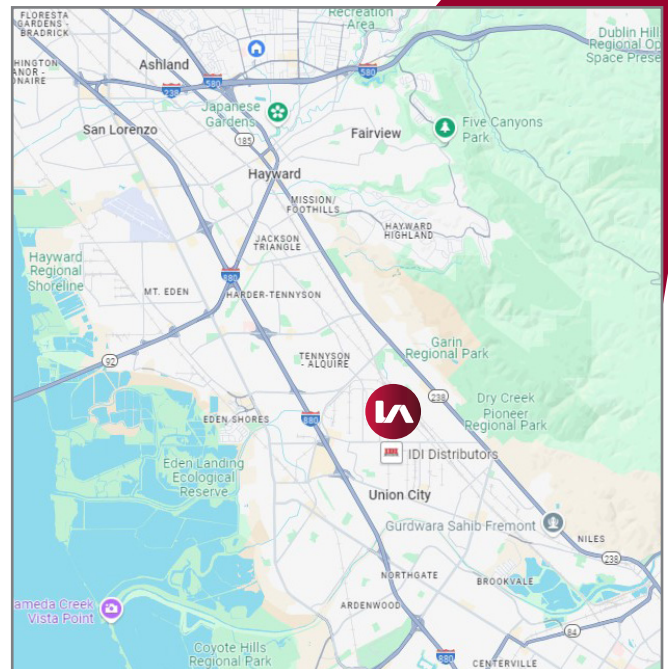 FLORESTA
GARDENS -
BRADRICK
Recreation
Area
Dublin Hill
Regional Op
Space Prese
Ashland
580
HINGTON
ANOR -
ONAIRE
238
580
Japanese
Gardens
San Lorenzo
185
Fairview
Five Canyons
Park
Hayward
MISSION/
FOOTHILLS
HAYWARD
HIGHLAND
JACKSON
TRIANGLE
Hayward
Regional
Shoreline
880
MT. EDEN
HARDER-TENNYSON
92
Garin
Regional Park
TENNYSON
- ALQUIRE
238
Dry Creek
Pioneer
Regional Park
LA
EDEN SHORES
880
IDI Distributors
Eden Landing
Ecological
Reserve
Union City
Gurdwara Sahib Fremont
NILES
238
NORTHGATE
BROOKVALE
ameda Creek
Vista Point
ARDENWOOD
84
Coyote Hills
Regional Park
880
CENTERVILLE